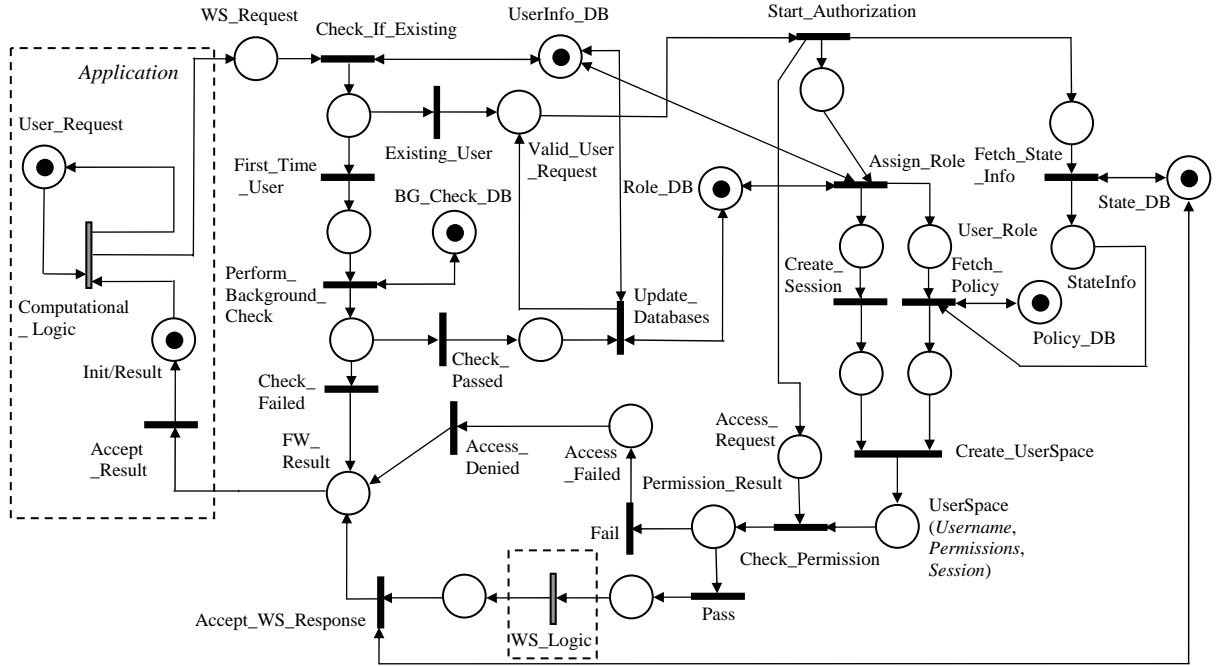 WS_Request
Check_If_Existing
UserInfo_DB
Start_Authorization
Application
User_Request
Existing_User
Valid_User
_Request
First_Time
_User
BG_Check_DB
Role_DB
Assign_Role
Fetch_State
_Info
State_DB
User_Role
Create_
Session
Fetch_
Policy
StateInfo
Policy_DB
Perform_
Background_
Check
Update_
Databases
Computational
_ Logic
Init/Result
Check_
Passed
Check_
Failed
Accept
_Result
FW_
Result
Access_
Denied
Access
_Failed
Access_
Request
Permission_Result
Create_UserSpace
UserSpace
(Username,
Permissions,
Session)
Fail
Check_Permission
Pass
Accept_WS_Response
WS_Logic